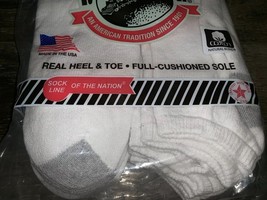 AN AMERICAN TRADITION SINCE
MADE IN THE USA
REAL HEEL & TOE • FULL-CUSHIONED SOLE
SOCK LINE OF THE NATION